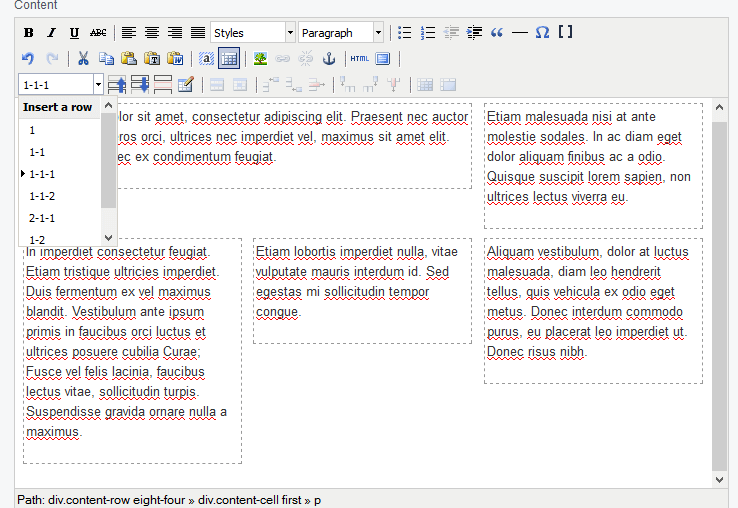 Content
B I U ABC Styles Paragraph
HTML
1-1-1
Insert a row
1
1-1
1-1-1
1-1-2
2-1-1
1-2
lor sit amet, consectetur adipiscing elit. Praesent nec auctor
ros orci, ultrices nec imperdiet vel, maximus sit amet elit.
ec ex condimentum feugiat.
Etiam malesuada nisi at ante
molestie sodales. In ac diam eget
dolor aliquam finibus ac a odio.
Quisque suscipit lorem sapien, non
ultrices lectus viverra eu.
In imperdiet consectetur feugiat.
Etiam tristique ultricies imperdiet.
Duis fermentum ex vel maximus
blandit. Vestibulum ante ipsum
primis in faucibus orci luctus et
ultrices posuere cubilia Curae;
Fusce vel felis lacinia, faucibus
lectus vitae, sollicitudin turpis.
Suspendisse gravida ornare nulla a
maximus.
Etiam lobortis imperdiet nulla, vitae
vulputate mauris interdum id. Sed
egestas mi sollicitudin tempor
congue.
Aliquam vestibulum, dolor at luctus
malesuada, diam leo hendrerit
tellus, quis vehicula ex odio eget
metus. Donec interdum commodo
purus, eu placerat leo imperdiet ut.
Donec risus nibh.
Path: div.content-row eight-four » div.content-cell first » p